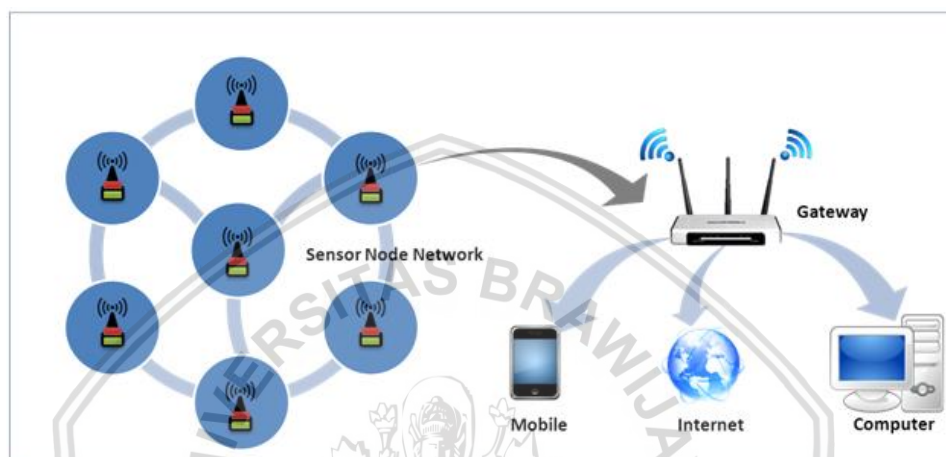 Gateway
Sensor Node Network
UNIVERSITAS BRAWIJAYA
Mobile
Internet
Computer